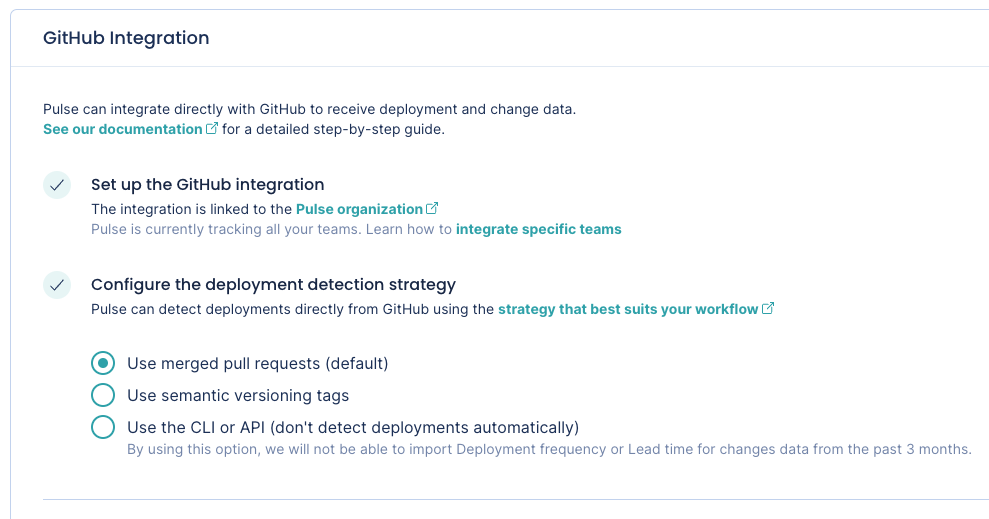 GitHub Integration
Pulse can integrate directly with GitHub to receive deployment and change data.
See our documentation for a detailed step-by-step guide.
Set up the GitHub integration
The integration is linked to the Pulse organization
Pulse is currently tracking all your teams. Learn how to integrate specific teams
Configure the deployment detection strategy
Pulse can detect deployments directly from GitHub using the strategy that best suits your workflow
Use merged pull requests (default)
Use semantic versioning tags
Use the CLI or API (don't detect deployments automatically)
By using this option, we will not be able to import Deployment frequency or Lead time for changes data from the past 3 months.